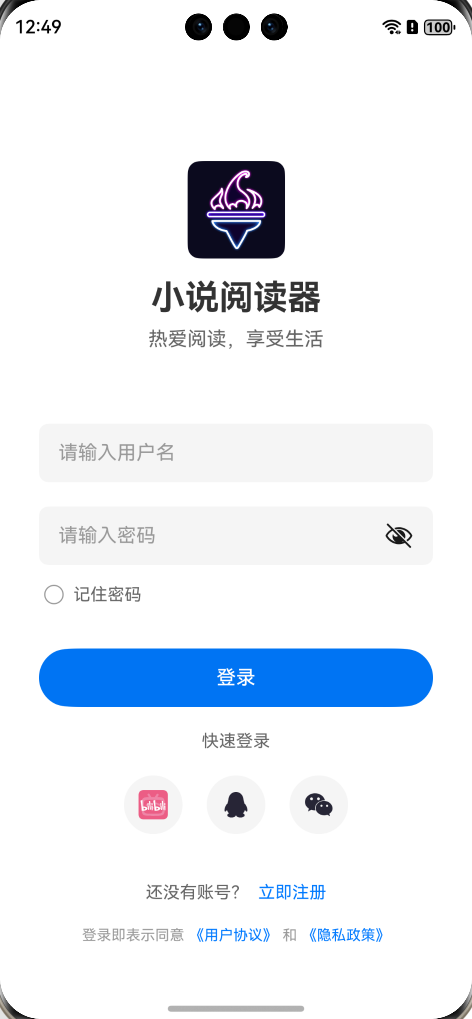 12:49
100
小说阅读器
热爱阅读，享受生活
请输入用户名
请输入密码
记住密码
登录
快速登录
bilibili
还没有账号？ 立即注册
登录即表示同意 《用户协议》 和 《隐私政策》